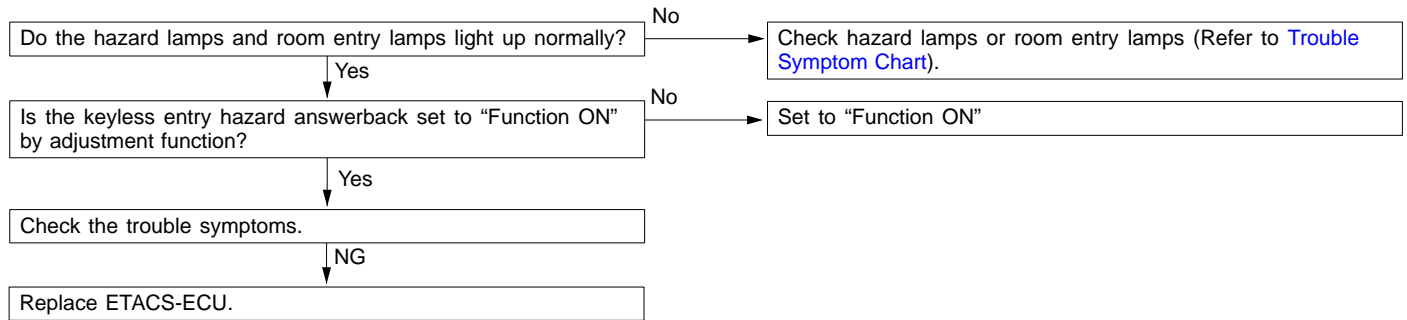 No
Do the hazard lamps and room entry lamps light up normally?
Check hazard lamps or room entry lamps (Refer to Trouble
Symptom Chart).
Yes
No
Is the keyless entry hazard answerback set to “Function ON”
by adjustment function?
Set to “Function ON”
Yes
Check the trouble symptoms.
NG
Replace ETACS-ECU.